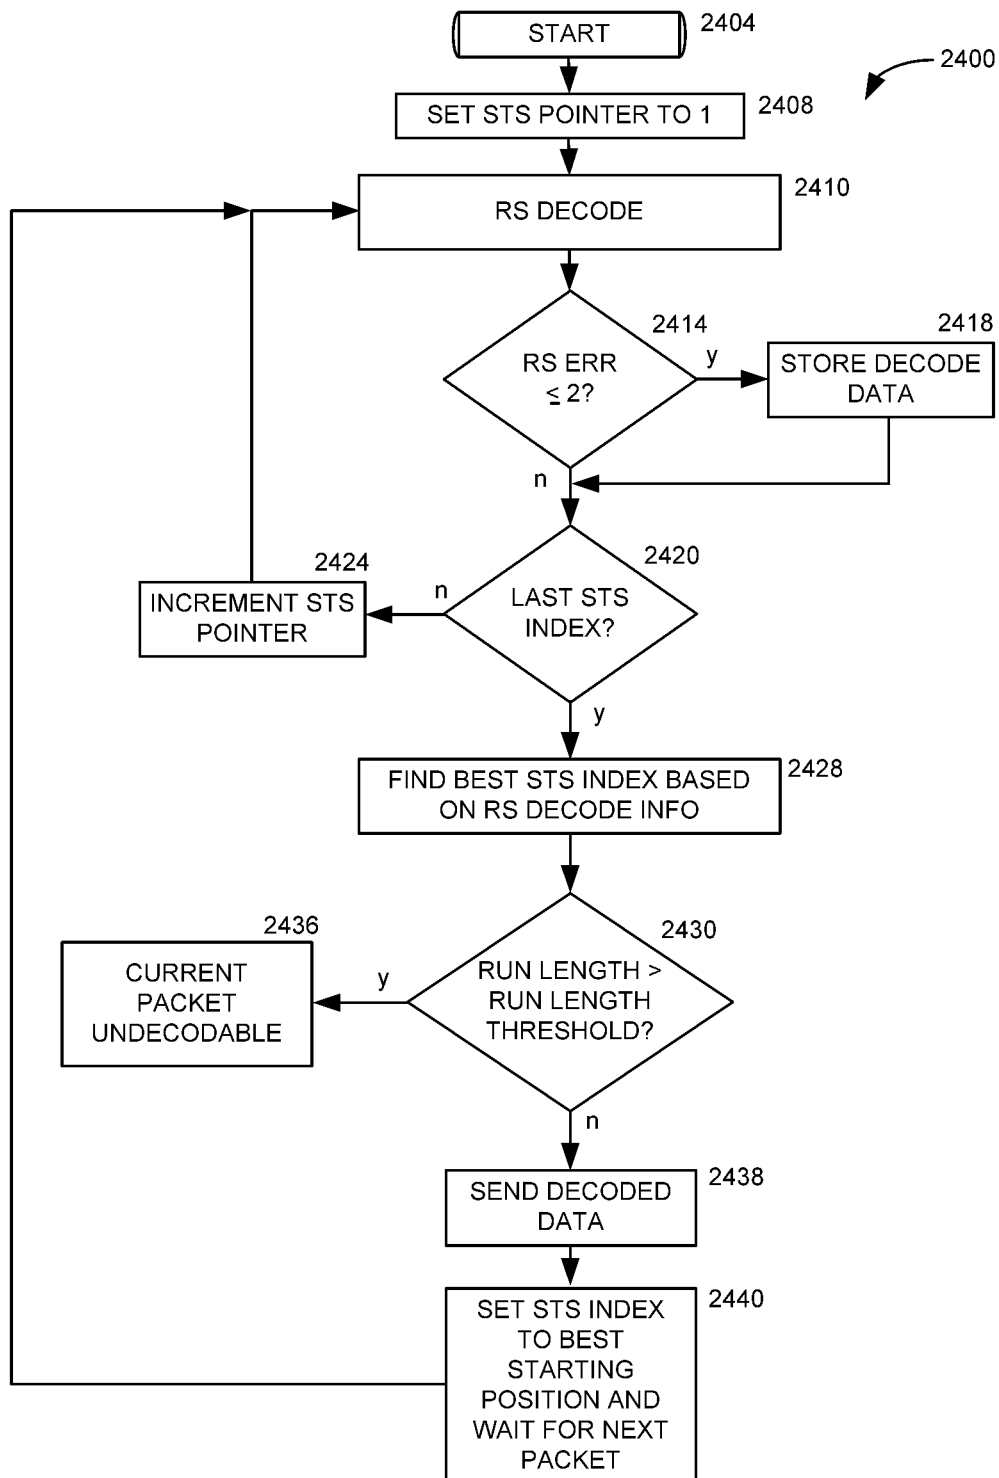 START
2404
2400
SET STS POINTER TO 1
2408
RS DECODE
2410
RS ERR
≤ 2?
2414
y
n
STORE DECODE
DATA
2418
LAST STS
INDEX?
2420
n
y
INCREMENT STS
POINTER
2424
FIND BEST STS INDEX BASED
ON RS DECODE INFO
2428
RUN LENGTH >
RUN LENGTH
THRESHOLD?
2430
y
n
CURRENT
PACKET
UNDECODABLE
2436
SEND DECODED
DATA
2438
SET STS INDEX
TO BEST
STARTING
POSITION AND
WAIT FOR NEXT
PACKET
2440